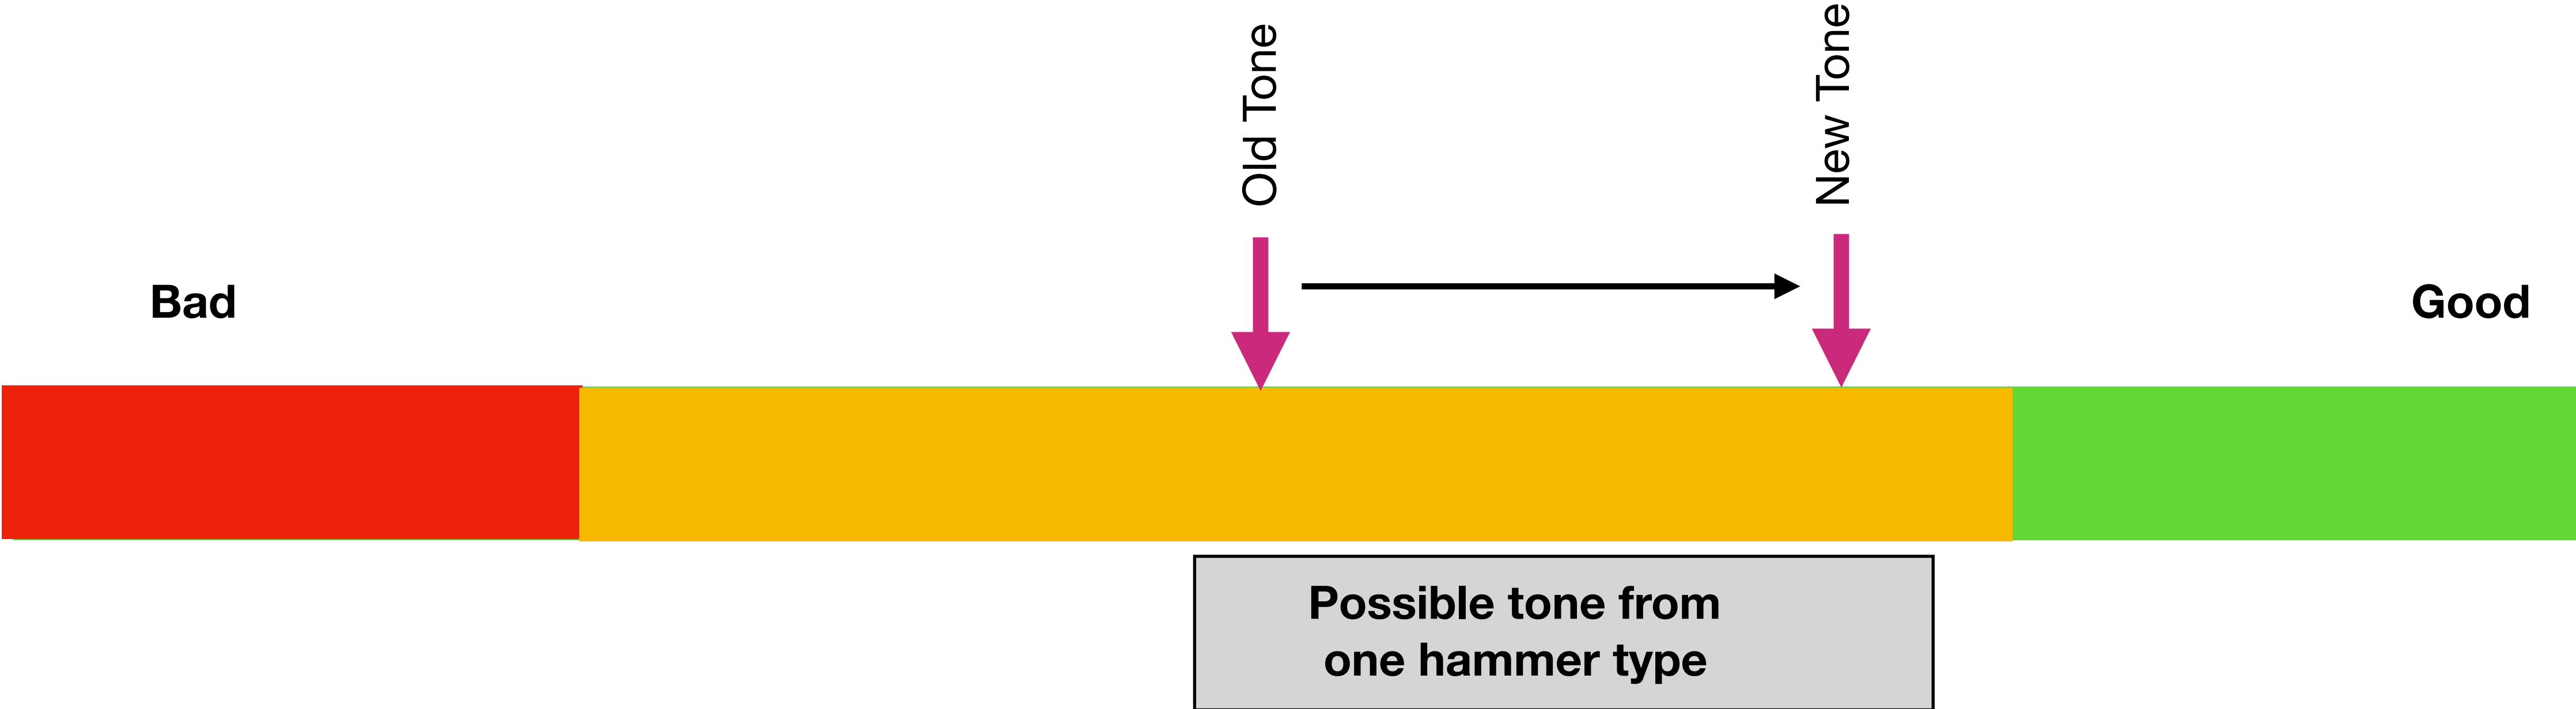 Old Tone
New Tone
Bad
Good
Possible tone from
one hammer type